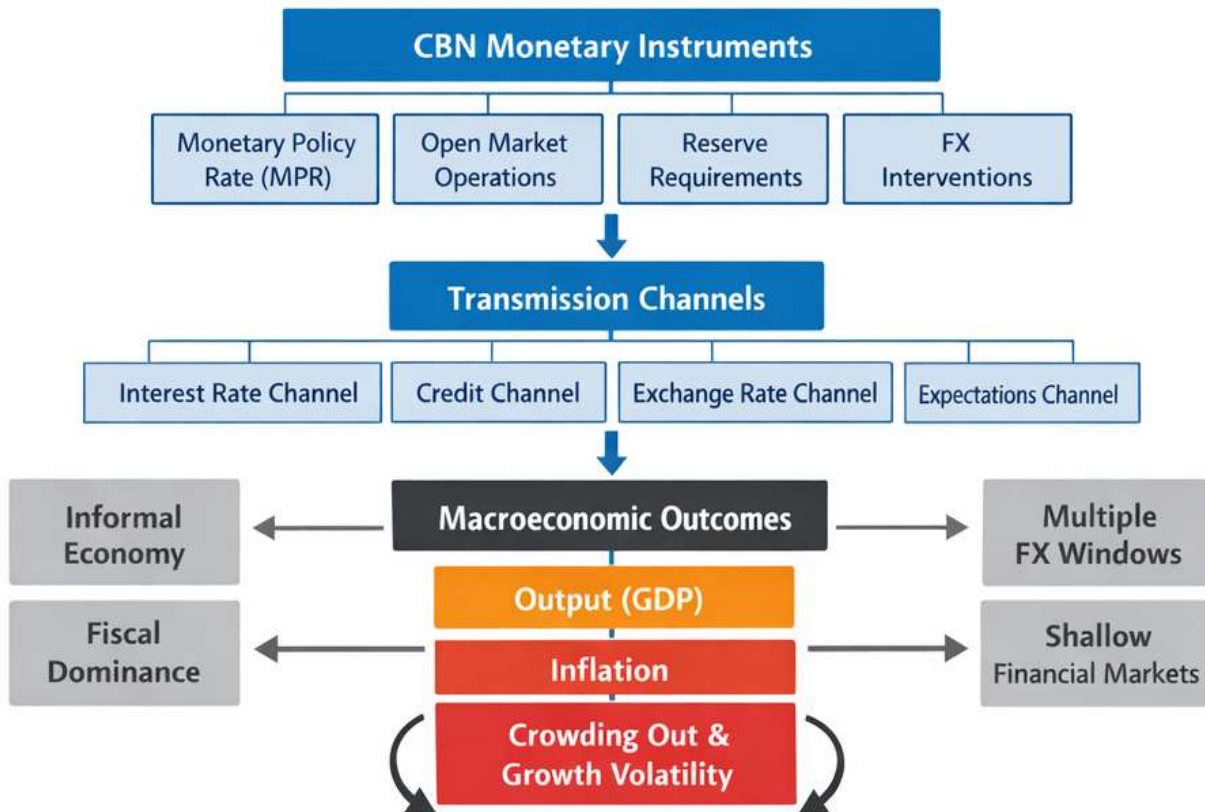 CBN Monetary Instruments
Monetary Policy
Rate (MPR)
Open Market
Operations
Reserve
Requirements
FX
Interventions
Transmission Channels
Interest Rate Channel
Credit Channel
Exchange Rate Channel
Expectations Channel
Informal
Economy
Macroeconomic Outcomes
Multiple
FX Windows
Output (GDP)
Fiscal
Dominance
Inflation
Shallow
Financial Markets
Crowding Out &
Growth Volatility